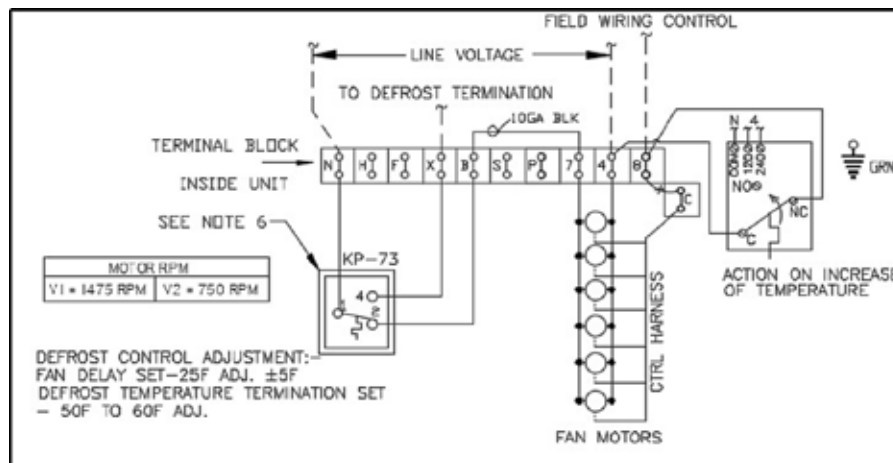 FIELD WIRING CONTROL
LINE VOLTAGE
TO DEFROST TERMINATION
10GA BLK
TERMINAL BLOCK
INSIDE UNIT
N H F X B S P 7 4 8
C
N 4
COM
120
240
NO
NC
C
GRN
ACTION ON INCREASE
OF TEMPERATURE
SEE NOTE 6
KP-73
4
MOTOR RPM
V1 = 1475 RPM V2 = 750 RPM
DEFROST CONTROL ADJUSTMENT:-
FAN DELAY SET-25F ADJ. ±5F
DEFROST TEMPERATURE TERMINATION SET
- 50F TO 60F ADJ.
CTRL HARNESS
FAN MOTORS